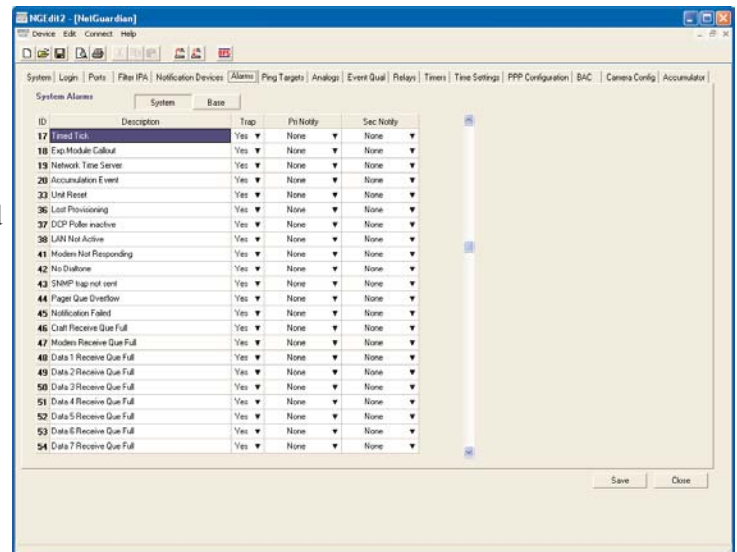 NGEdit2 - [NetGuardian]
Device Edit Connect Help
System Login Ports Filter IPA Notification Devices Alarms Ping Targets Analogs Event Qual Relays Timers Time Settings PPP Configuration BAC Camera Config Accumulator
System Alarms System Base
ID Description Trap Pri Notify Sec Notify
17 Timed Tick Yes None None
18 Exp.Module Callout Yes None None
19 Network Time Server Yes None None
20 Accumulation Event Yes None None
33 Unit Reset Yes None None
36 Lost Provisioning Yes None None
37 DCP Poller inactive Yes None None
38 LAN Not Active Yes None None
41 Modem Not Responding Yes None None
42 No Dialtone Yes None None
43 SNMP trap not sent Yes None None
44 Pager Que Overflow Yes None None
45 Notification Failed Yes None None
46 Craft Receive Que Full Yes None None
47 Modem Receive Que Full Yes None None
48 Data 1 Receive Que Full Yes None None
49 Data 2 Receive Que Full Yes None None
50 Data 3 Receive Que Full Yes None None
51 Data 4 Receive Que Full Yes None None
52 Data 5 Receive Que Full Yes None None
53 Data 6 Receive Que Full Yes None None
54 Data 7 Receive Que Full Yes None None
Save Close